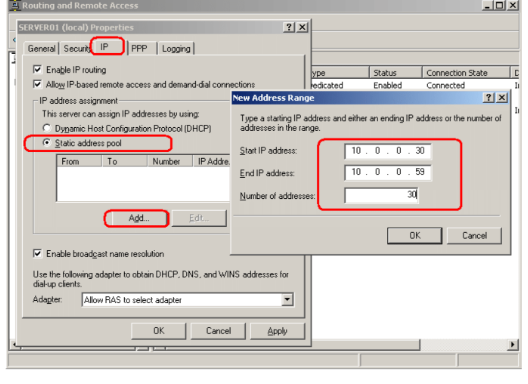 Routing and Remote Access
SERVER01 (local) Properties
General Security IP PPP Logging
Enable IP routing
Allow IP-based remote access and demand-dial connections
IP address assignment
This server can assign IP addresses by using:
Dynamic Host Configuration Protocol (DHCP)
Static address pool
From To Number IP Addre
Add... Edit...
Enable broadcast name resolution
Use the following adapter to obtain DHCP, DNS, and WINS addresses for
dial-up clients.
Adapter: Allow RAS to select adapter
OK Cancel Apply
ype Status Connection State D
edicated Enabled Connected
New Address Range
Type a starting IP address and either an ending IP address or the number of
addresses in the range.
Start IP address: 10 . 0 . 0 . 30
End IP address: 10 . 0 . 0 . 59
Number of addresses: 30
OK Cancel